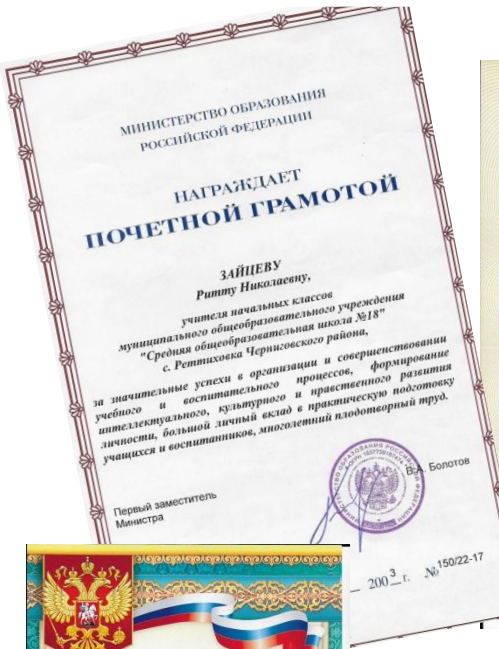 МИНИСТЕРСТВО ОБРАЗОВАНИЯ
РОССИЙСКОЙ ФЕДЕРАЦИИ
НАГРАЖДАЕТ
ПОЧЕТНОЙ ГРАМОТОЙ
ЗАЙЦЕВУ
Ритту Николаевну,
учителя начальных классов
муниципального общеобразовательного учреждения
"Средняя общеобразовательная школа №18"
с. Реттиховка Черниговского района,
за значительные успехи в организации и совершенствовании
учебного и воспитательного процессов, формирование
интеллектуального, культурного и нравственного развития
личности, большой личный вклад в практическую подготовку
учащихся и воспитанников, многолетний плодотворный труд.
Первый заместитель
Министра
В.А. Болотов
2003 г. №150/22-17